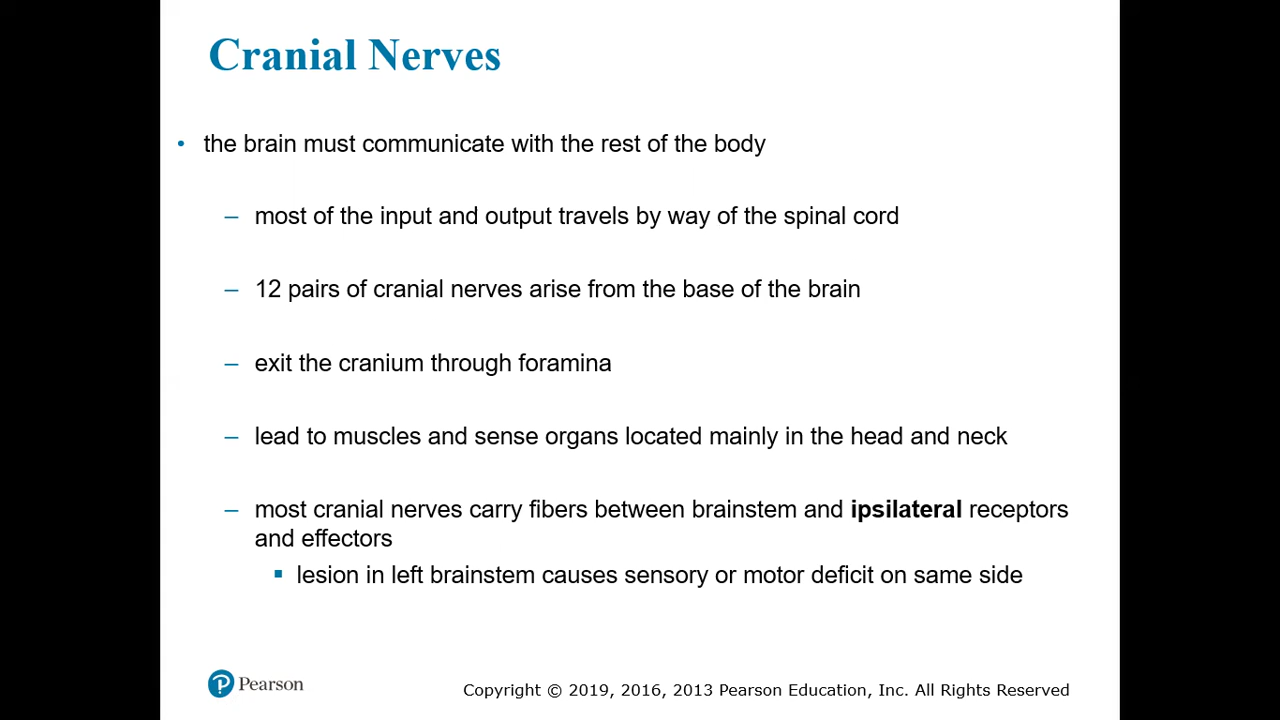 Cranial Nerves
• the brain must communicate with the rest of the body
– most of the input and output travels by way of the spinal cord
– 12 pairs of cranial nerves arise from the base of the brain
– exit the cranium through foramina
– lead to muscles and sense organs located mainly in the head and neck
– most cranial nerves carry fibers between brainstem and ipsilateral receptors
and effectors
▪ lesion in left brainstem causes sensory or motor deficit on same side
P Pearson
Copyright © 2019, 2016, 2013 Pearson Education, Inc. All Rights Reserved